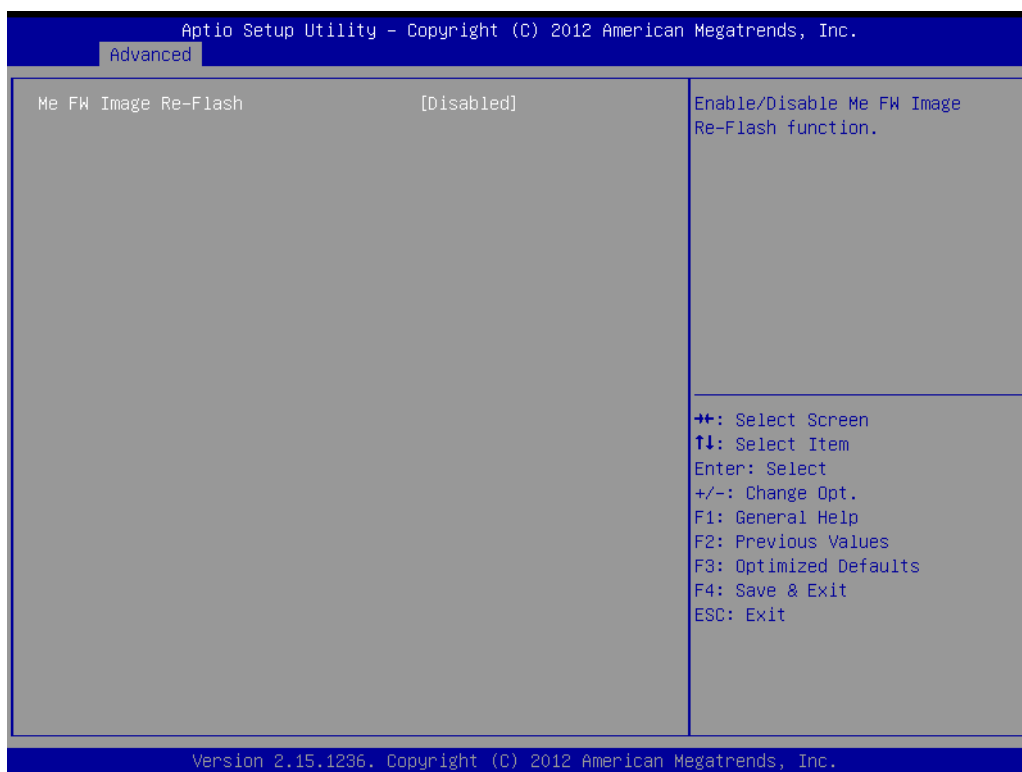 Aptio Setup Utility – Copyright (C) 2012 American Megatrends, Inc.
Advanced
Me FW Image Re-Flash [Disabled]
Enable/Disable Me FW Image
Re-Flash function.
→←: Select Screen
↑↓: Select Item
Enter: Select
+/-: Change Opt.
F1: General Help
F2: Previous Values
F3: Optimized Defaults
F4: Save & Exit
ESC: Exit
Version 2.15.1236. Copyright (C) 2012 American Megatrends, Inc.